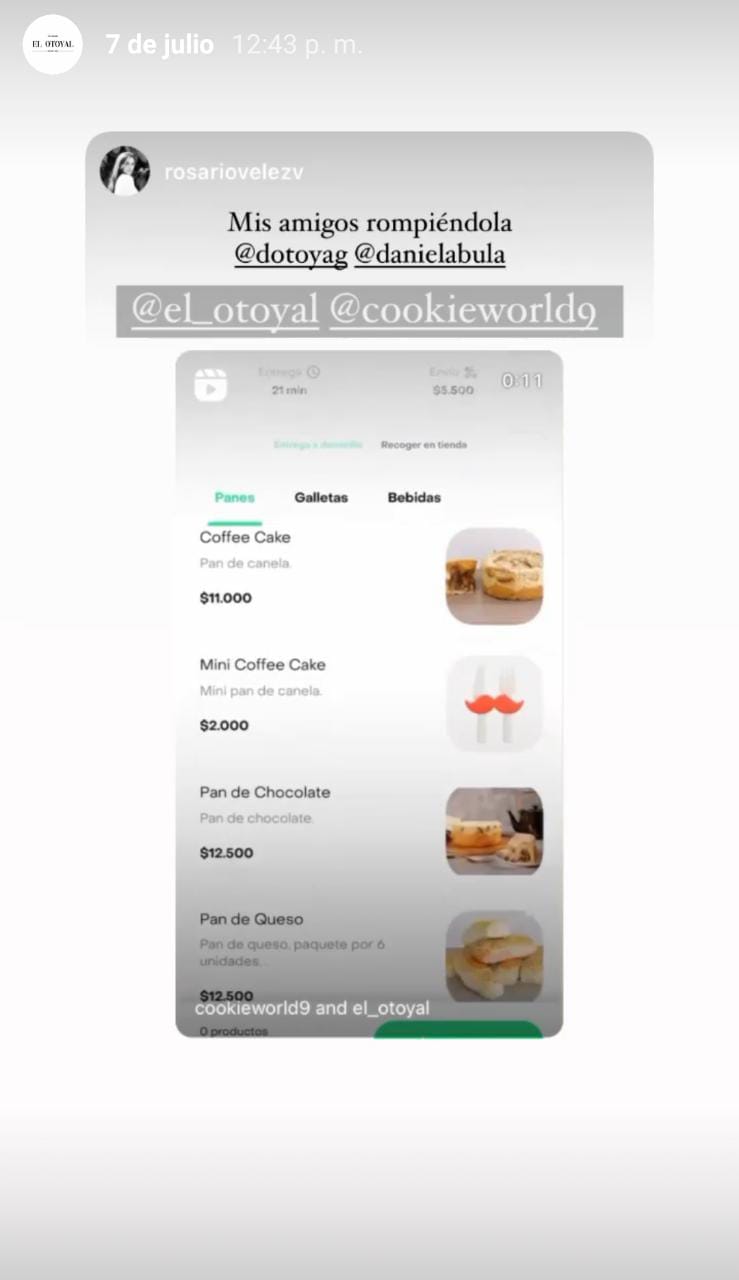 EL OTOYAL
7 de julio 12:43 p. m.
rosariovelezv
Mis amigos rompiéndola
@dotoyag @danielabula
@el_otoyal @cookieworld9
Entrega Envío
21 min $5.500 0:11
Entrega a domicilio Recoger en tienda
Panes Galletas Bebidas
Coffee Cake
Pan de canela.
$11.000
Mini Coffee Cake
Mini pan de canela.
$2.000
Pan de Chocolate
Pan de chocolate.
$12.500
Pan de Queso
Pan de queso, paquete por 6
unidades...
$12.500
cookieworld9 and el_otoyal
0 productos